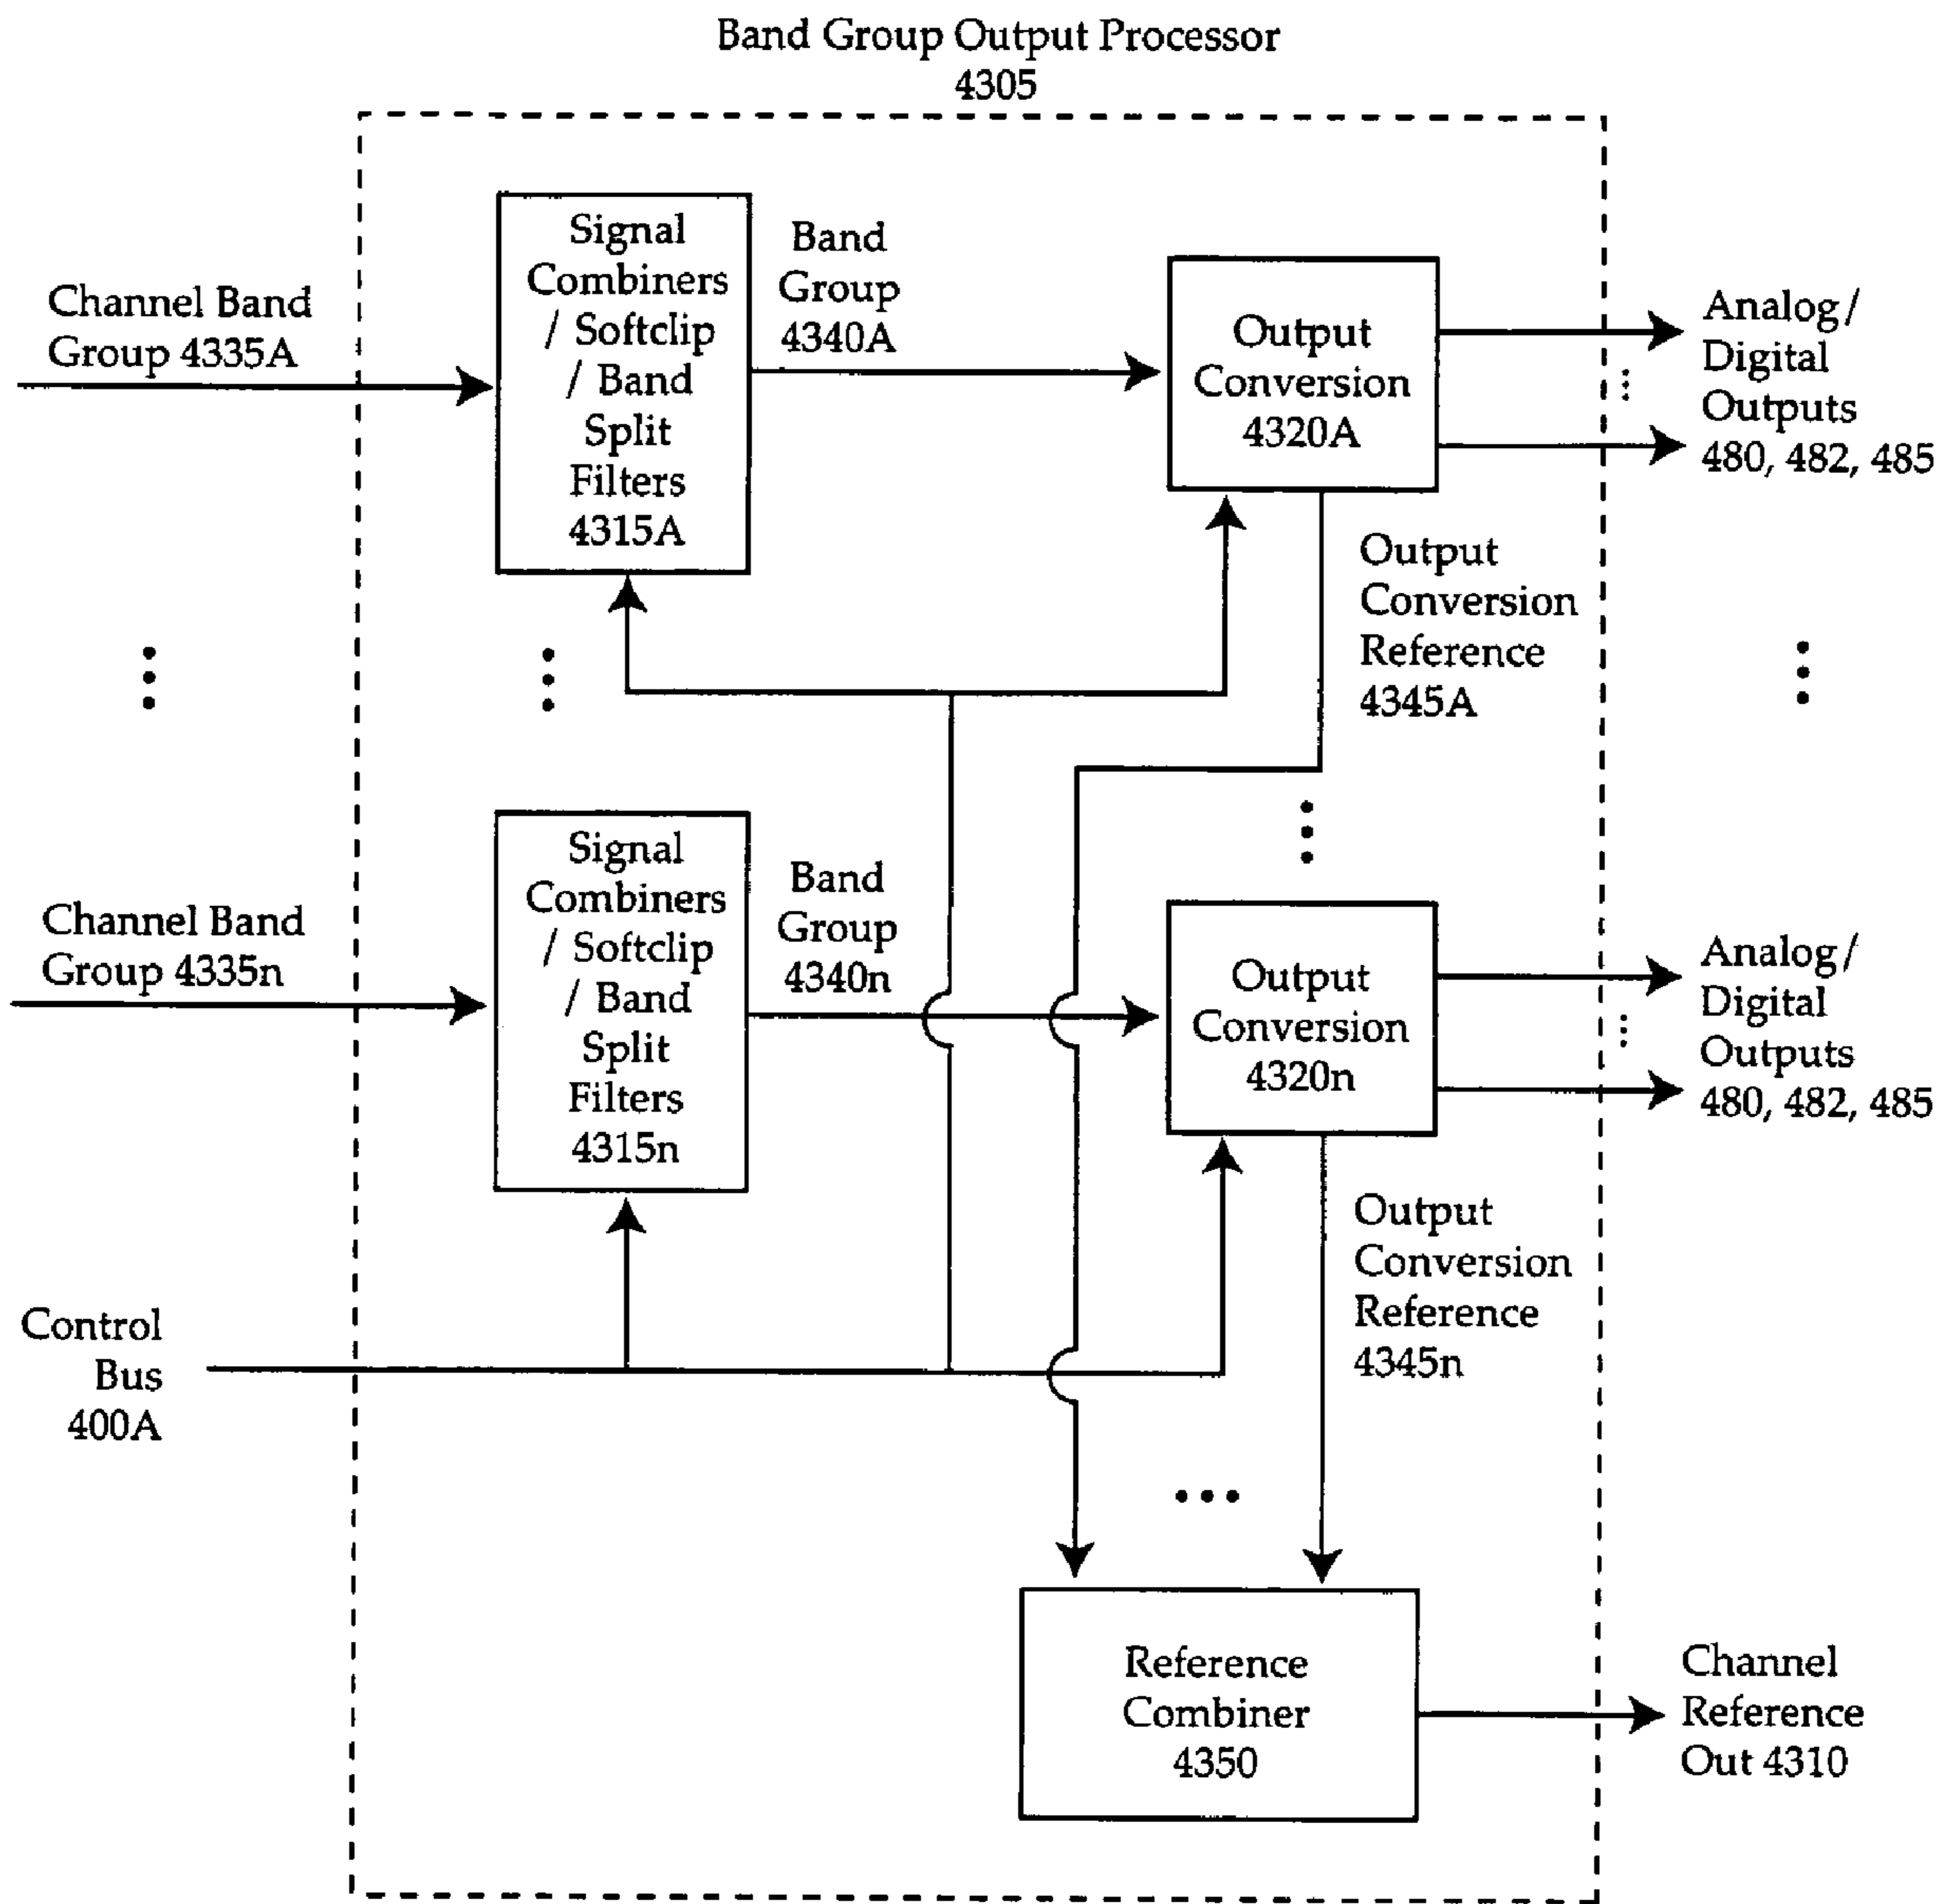 Band Group Output Processor
4305
Channel Band
Group 4335A
Signal
Combiners
/ Softclip
/ Band
Split
Filters
4315A
Band
Group
4340A
Output
Conversion
4320A
Analog/
Digital
Outputs
480, 482, 485
Output
Conversion
Reference
4345A
Channel Band
Group 4335n
Signal
Combiners
/ Softclip
/ Band
Split
Filters
4315n
Band
Group
4340n
Output
Conversion
4320n
Analog/
Digital
Outputs
480, 482, 485
Output
Conversion
Reference
4345n
Control
Bus
400A
Reference
Combiner
4350
Channel
Reference
Out 4310